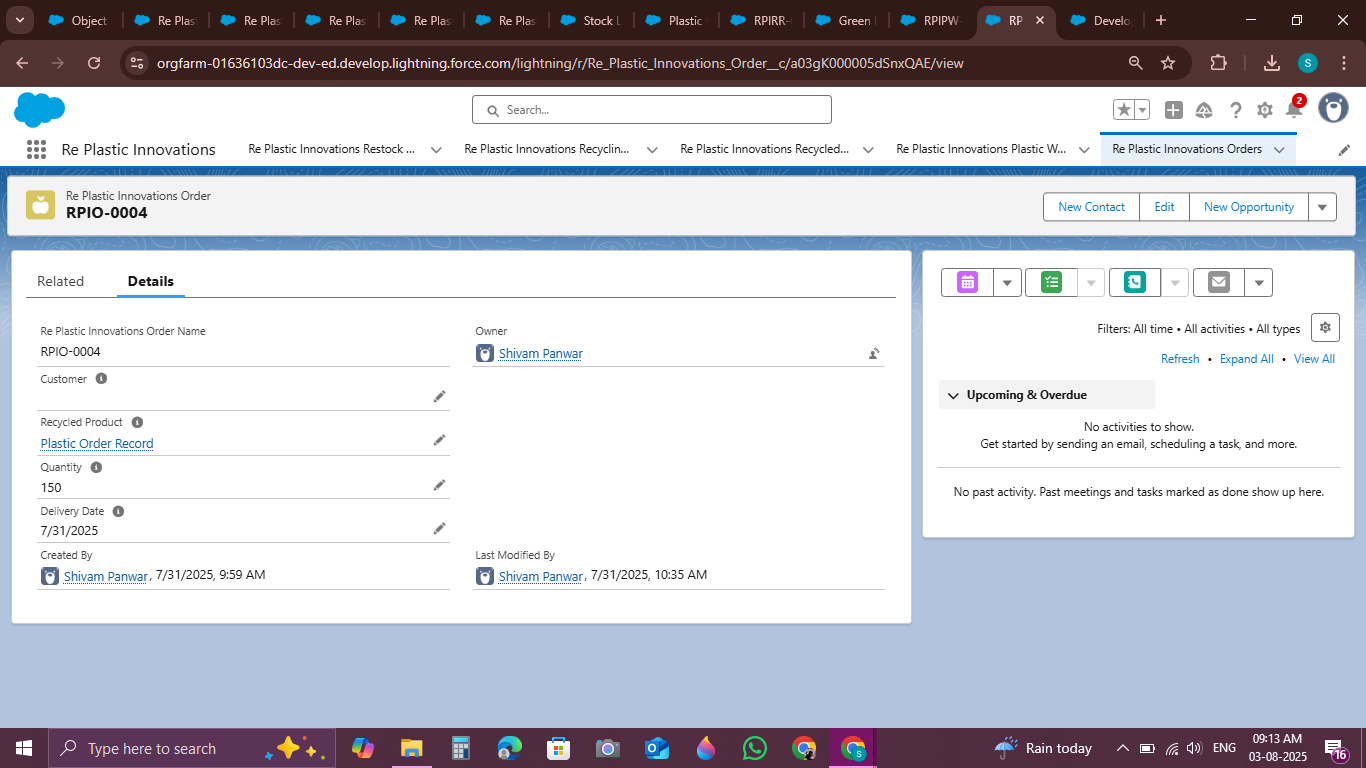 Object
Re Plas
Re Plas
Re Plas
Re Plas
Re Plas
Stock L
Plastic
RPIRR-
Green
RPIPW-
RP
Develo
orgfarm-01636103dc-dev-ed.develop.lightning.force.com/lightning/r/Re_Plastic_Innovations_Order__c/a03gK000005dSnxQAE/view
S
Search...
2
Re Plastic Innovations
Re Plastic Innovations Restock ...
Re Plastic Innovations Recyclin...
Re Plastic Innovations Recycled...
Re Plastic Innovations Plastic W...
Re Plastic Innovations Orders
Re Plastic Innovations Order
RPIO-0004
New Contact
Edit
New Opportunity
Related
Details
Re Plastic Innovations Order Name
RPIO-0004
Owner
Shivam Panwar
Customer
Recycled Product
Plastic Order Record
Quantity
150
Delivery Date
7/31/2025
Created By
Shivam Panwar, 7/31/2025, 9:59 AM
Last Modified By
Shivam Panwar, 7/31/2025, 10:35 AM
Filters: All time • All activities • All types
Refresh • Expand All • View All
Upcoming & Overdue
No activities to show.
Get started by sending an email, scheduling a task, and more.
No past activity. Past meetings and tasks marked as done show up here.
Type here to search
S
Rain today
ENG
09:13 AM
03-08-2025
16